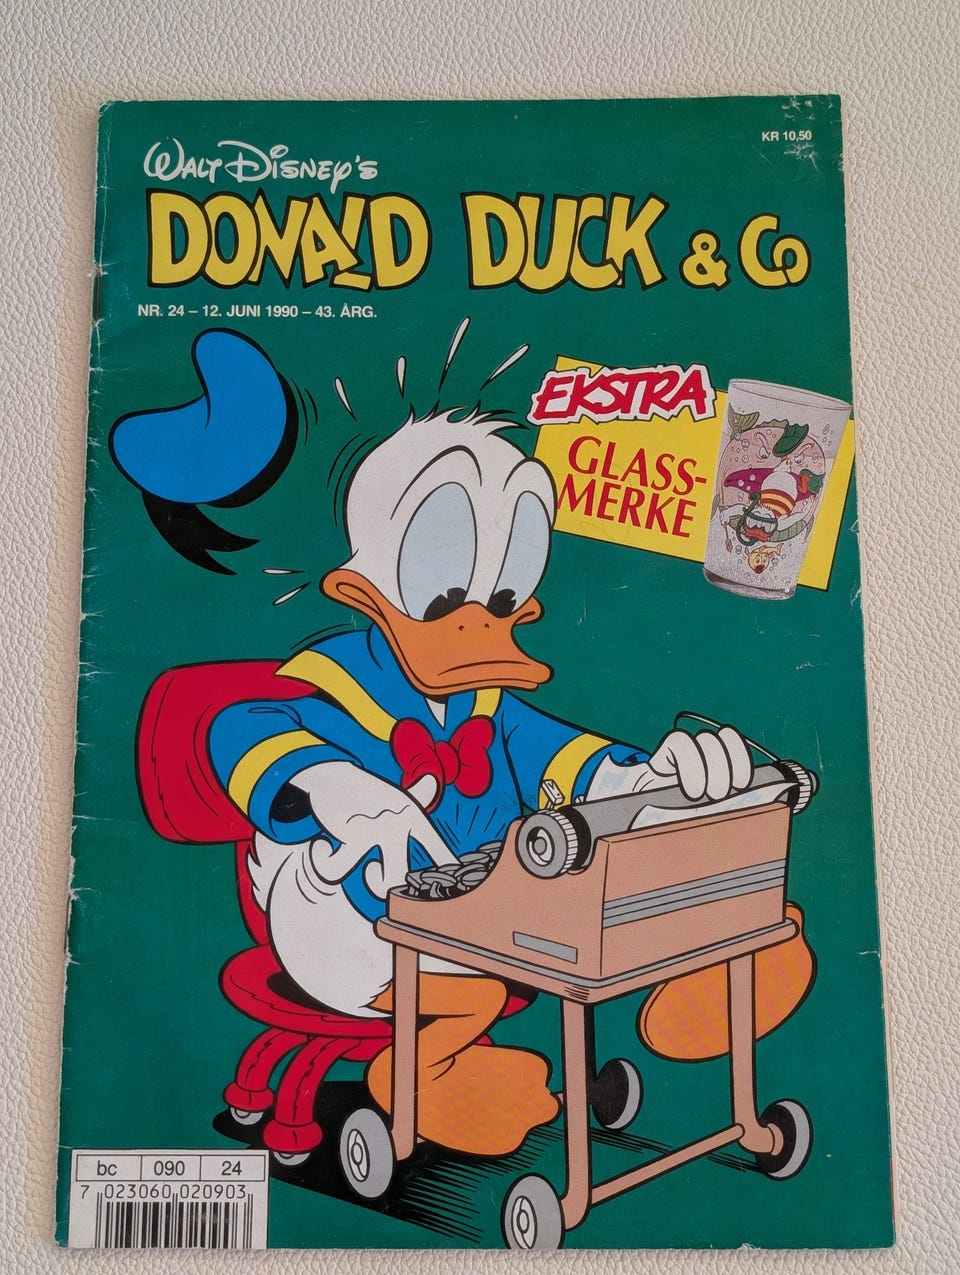 KR 10,50
WALT DISNEY'S
DONALD DUCK & Co
NR. 24 – 12. JUNI 1990 – 43. ÅRG.
EKSTRA
GLASS-
MERKE
bc 090 24
7 023060 020903